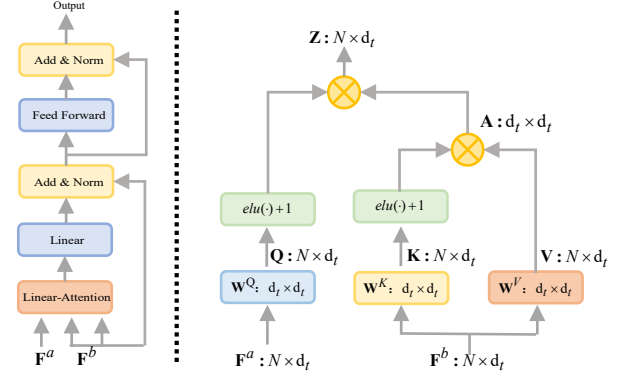 Output
Add & Norm
Feed Forward
Add & Norm
Linear
Linear-Attention
F^a F^b
Z : N × d_t
A : d_t × d_t
elu(·)+1 elu(·)+1
Q : N × d_t K : N × d_t V : N × d_t
W^Q: d_t × d_t W^K: d_t × d_t W^V: d_t × d_t
F^a : N × d_t F^b : N × d_t